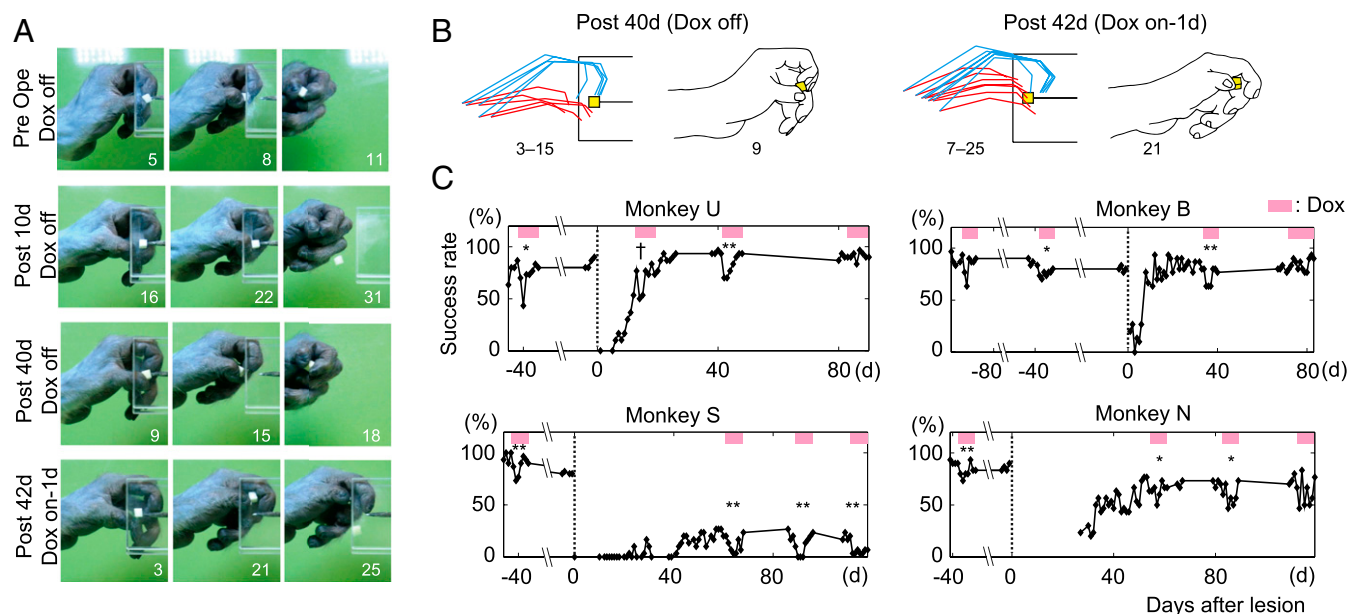 A
Pre Ope
Dox off
5
8
11
Post 10d
Dox off
16
22
31
Post 40d
Dox off
9
15
18
Post 42d
Dox on-1d
3
21
25
B
Post 40d (Dox off)
3–15
9
Post 42d (Dox on-1d)
7–25
21
C
: Dox
(%)
Monkey U
100
50
0
Success rate
*
†
**
-40
0
40
80
(d)
(%)
Monkey B
100
50
0
*
**
-80
-40
0
40
80
(d)
(%)
Monkey S
100
50
0
**
**
**
**
-40
0
40
80
(d)
(%)
Monkey N
100
50
0
**
*
*
-40
0
40
80
(d)
Days after lesion